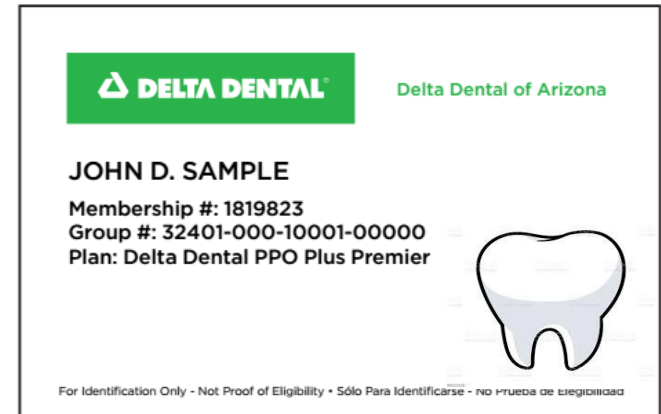 DELTA DENTAL®
Delta Dental of Arizona
JOHN D. SAMPLE
Membership #: 1819823
Group #: 32401-000-10001-00000
Plan: Delta Dental PPO Plus Premier
For Identification Only - Not Proof of Eligibility • Sólo Para Identificarse - No Prueba de Elegibilidad